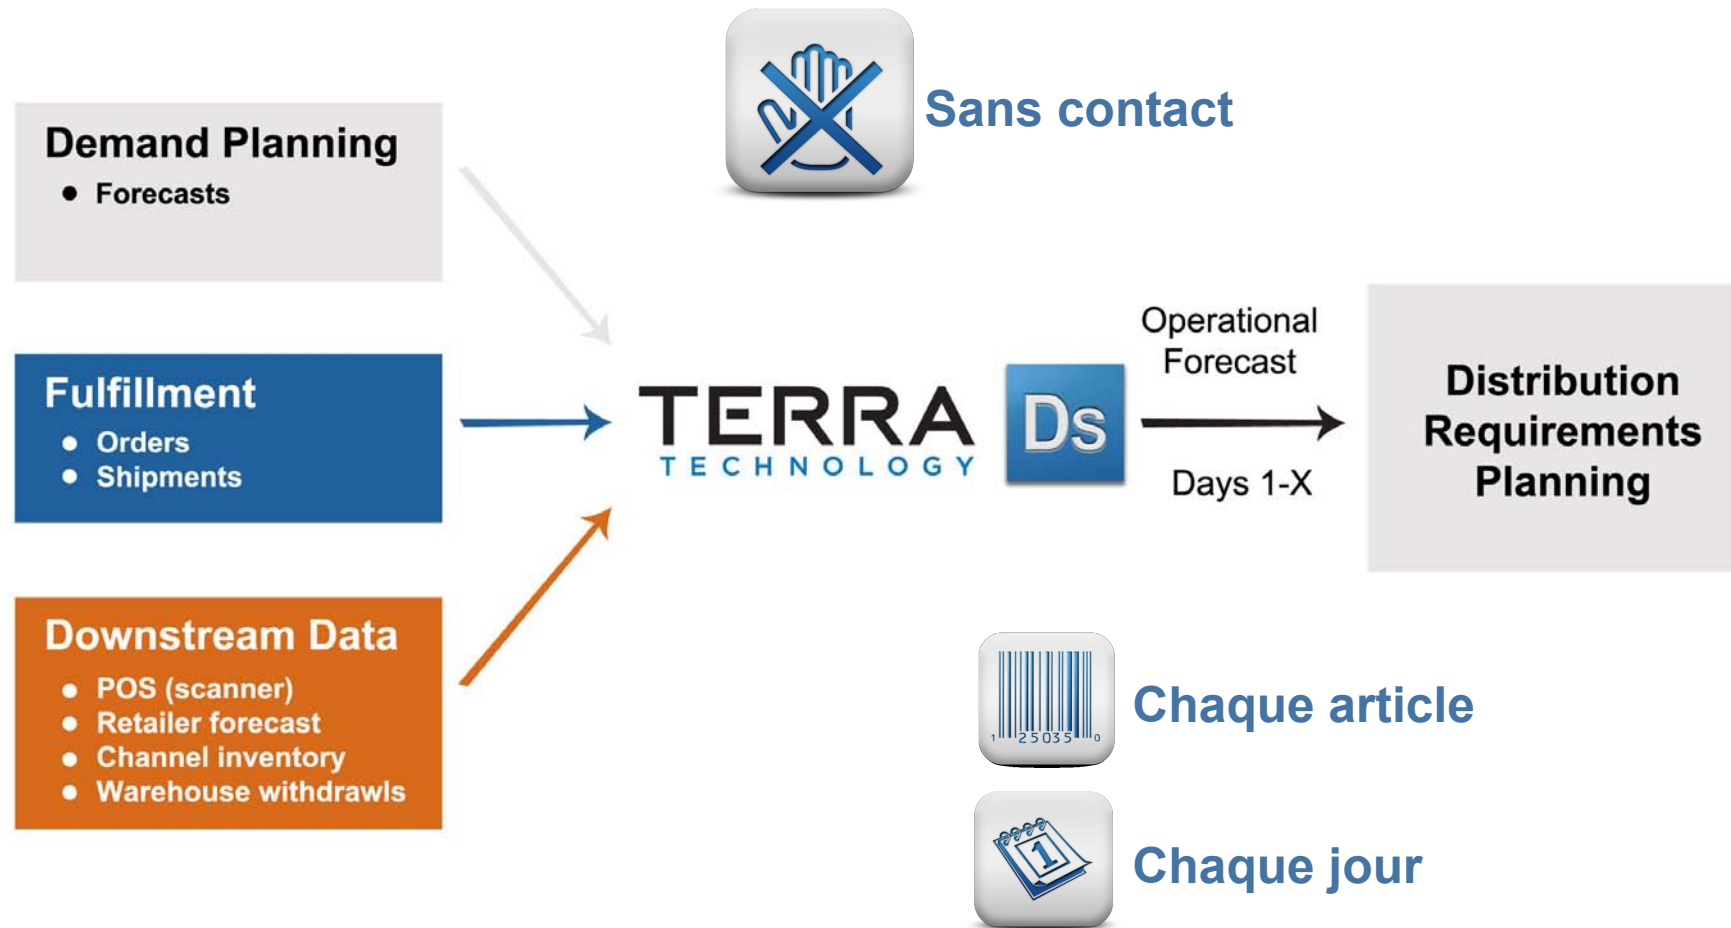 Sans contact
Demand Planning
• Forecasts
Fulfillment
• Orders
• Shipments
Downstream Data
• POS (scanner)
• Retailer forecast
• Channel inventory
• Warehouse withdrawls
TERRA
TECHNOLOGY
Ds
Operational
Forecast
Days 1-X
Distribution
Requirements
Planning
1 25035 0
Chaque article
1
Chaque jour